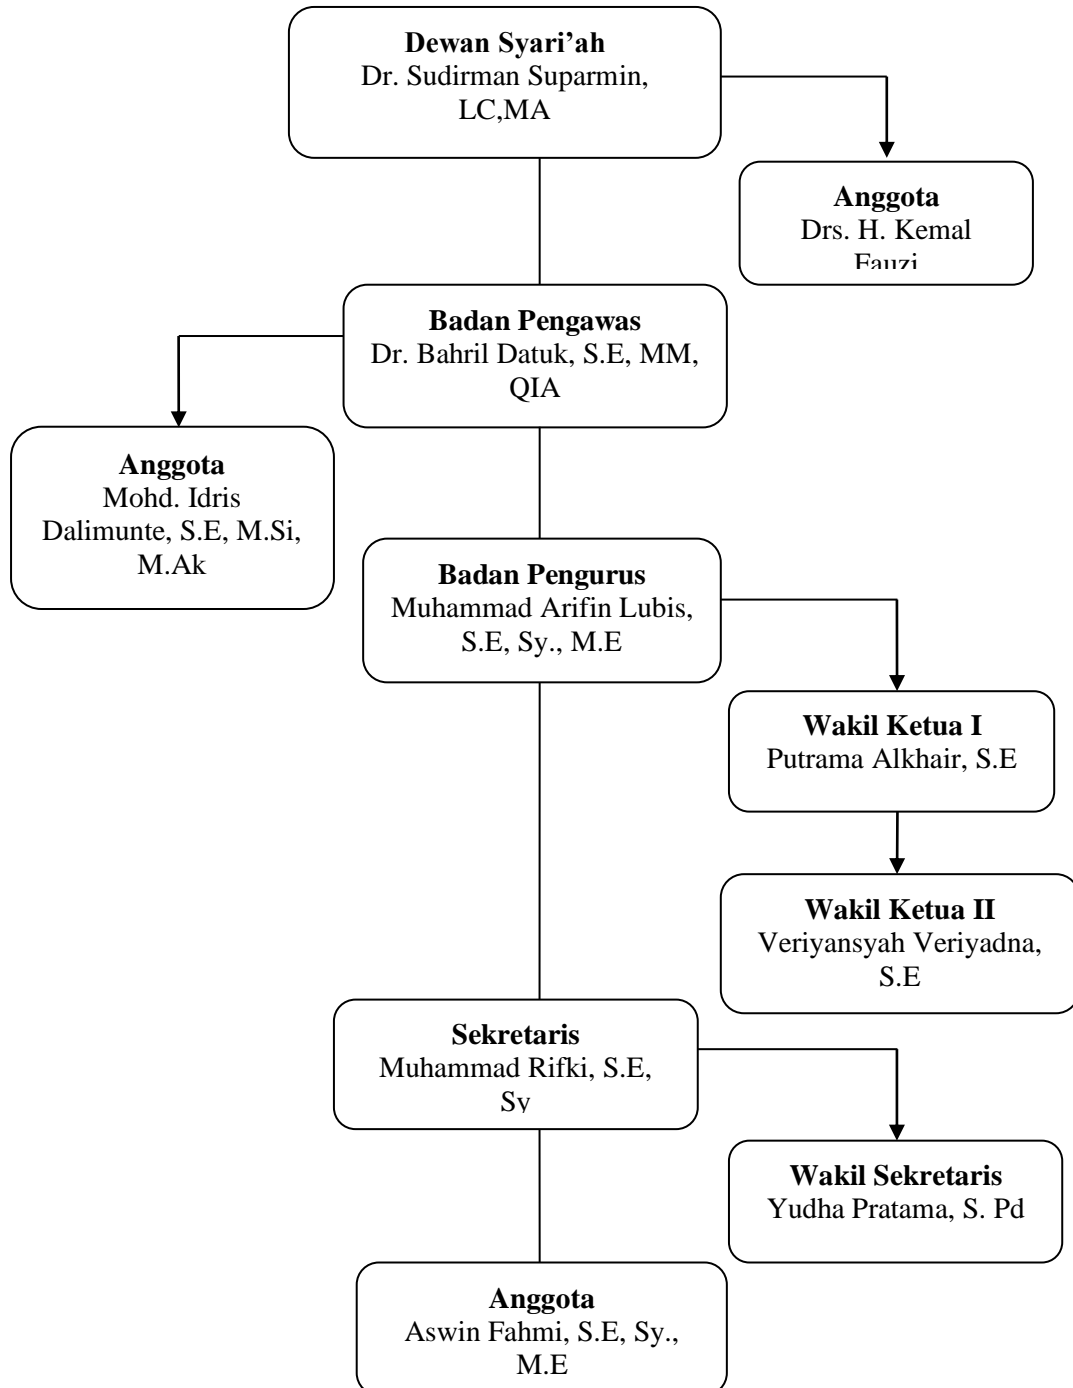 Dewan Syari’ah
Dr. Sudirman Suparmin,
LC,MA
Anggota
Drs. H. Kemal
Fauzi
Badan Pengawas
Dr. Bahril Datuk, S.E, MM,
QIA
Anggota
Mohd. Idris
Dalimunte, S.E, M.Si,
M.Ak
Badan Pengurus
Muhammad Arifin Lubis,
S.E, Sy., M.E
Wakil Ketua I
Putrama Alkhair, S.E
Wakil Ketua II
Veriyansyah Veriyadna,
S.E
Sekretaris
Muhammad Rifki, S.E,
Sy
Wakil Sekretaris
Yudha Pratama, S. Pd
Anggota
Aswin Fahmi, S.E, Sy.,
M.E